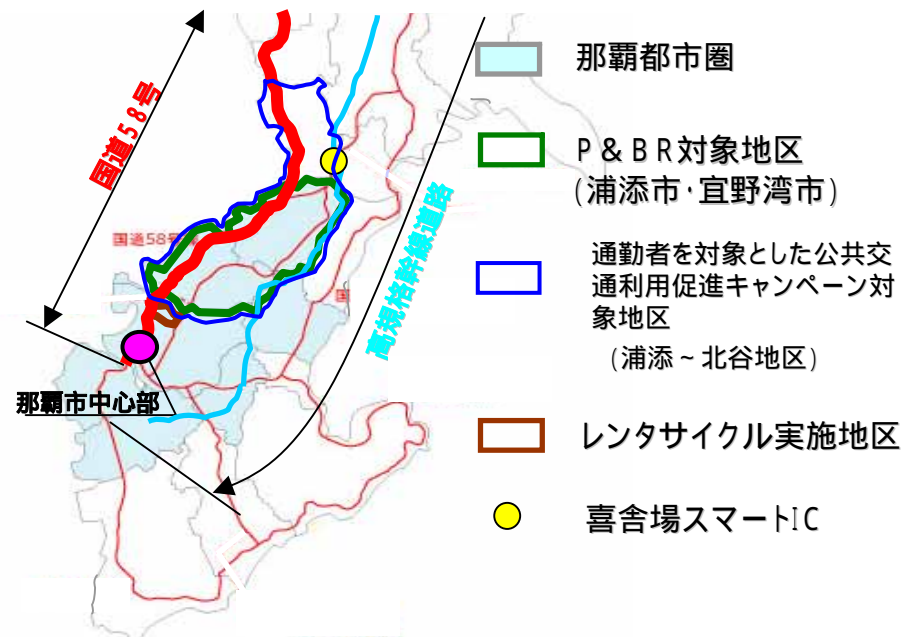 国道58号
国道58号
国
高規格幹線道路
那覇市中心部
那覇都市圏
P&BR対象地区
(浦添市・宜野湾市)
通勤者を対象とした公共交
通利用促進キャンペーン対
象地区
(浦添~北谷地区)
レンタサイクル実施地区
喜舎場スマートIC